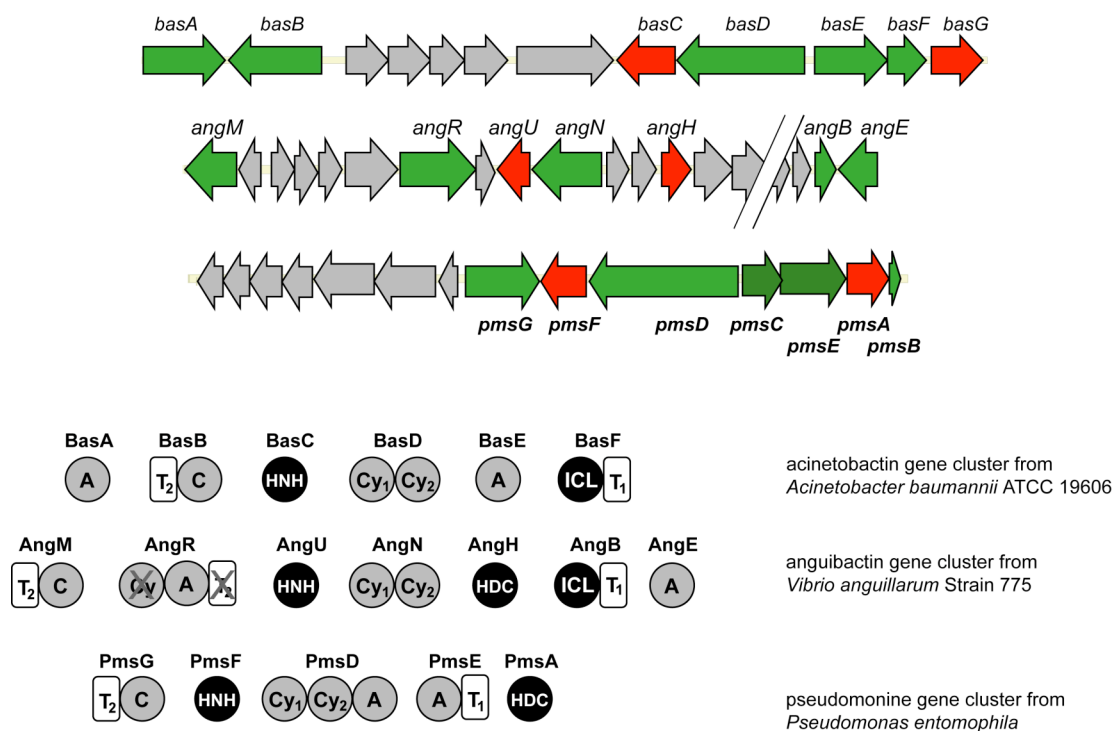 basA basB basC basD basE basF basG
angM angR angU angN angH angB angE
pmsG pmsF pmsD pmsC pmsA
pmsE pmsB
BasA BasB BasC BasD BasE BasF
A T2 C HNH Cy1 Cy2 A ICL T1
acinetobactin gene cluster from
Acinetobacter baumannii ATCC 19606
AngM AngR AngU AngN AngH AngB AngE
T2 C A HNH Cy1 Cy2 HDC ICL T1 A
anguibactin gene cluster from
Vibrio anguillarum Strain 775
PmsG PmsF PmsD PmsE PmsA
T2 C HNH Cy1 Cy2 A A T1 HDC
pseudomonine gene cluster from
Pseudomonas entomophila